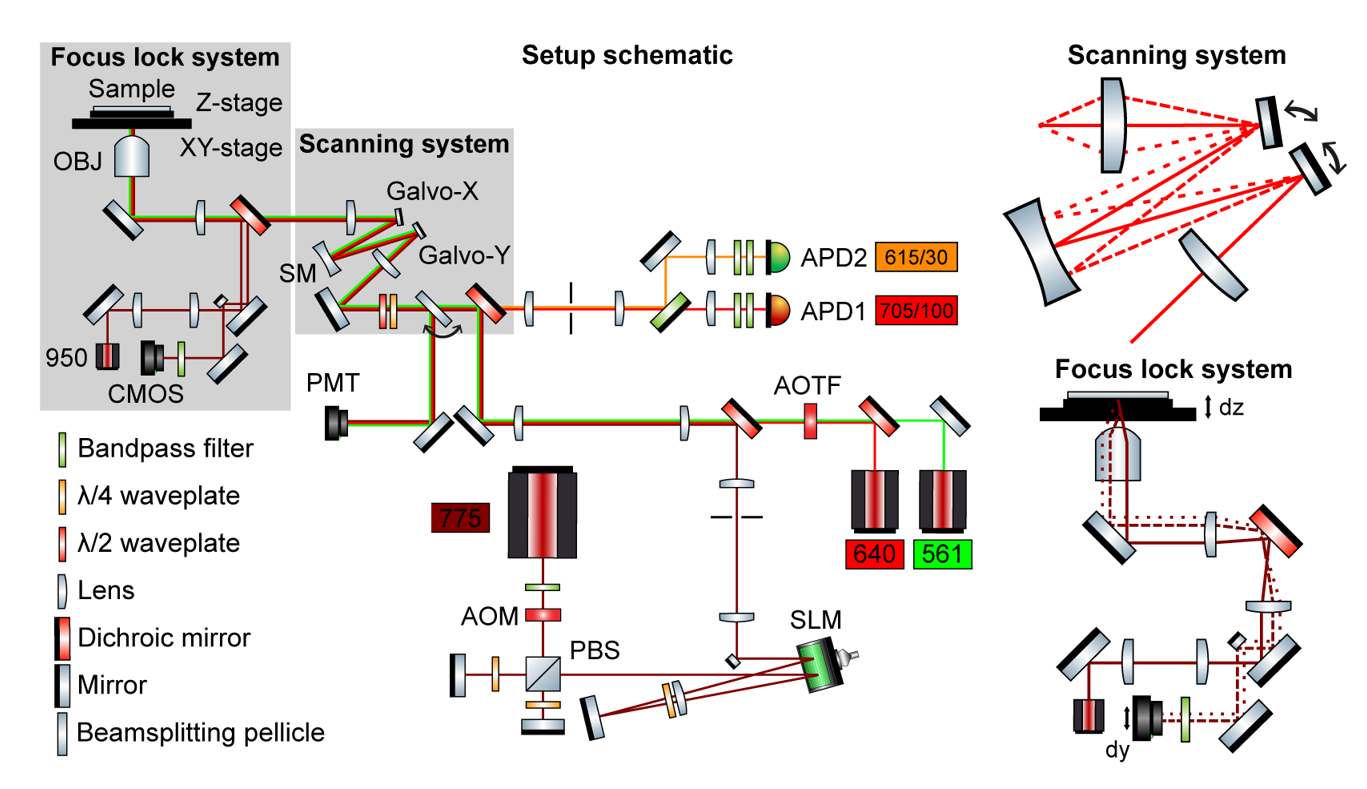 Focus lock system
Sample
Z-stage
XY-stage
OBJ
950
CMOS
Setup schematic
Scanning system
Galvo-X
Galvo-Y
SM
APD2
615/30
APD1
705/100
PMT
AOTF
775
640
561
AOM
PBS
SLM
Bandpass filter
λ/4 waveplate
λ/2 waveplate
Lens
Dichroic mirror
Mirror
Beamsplitting pellicle
Scanning system
Focus lock system
dz
dy